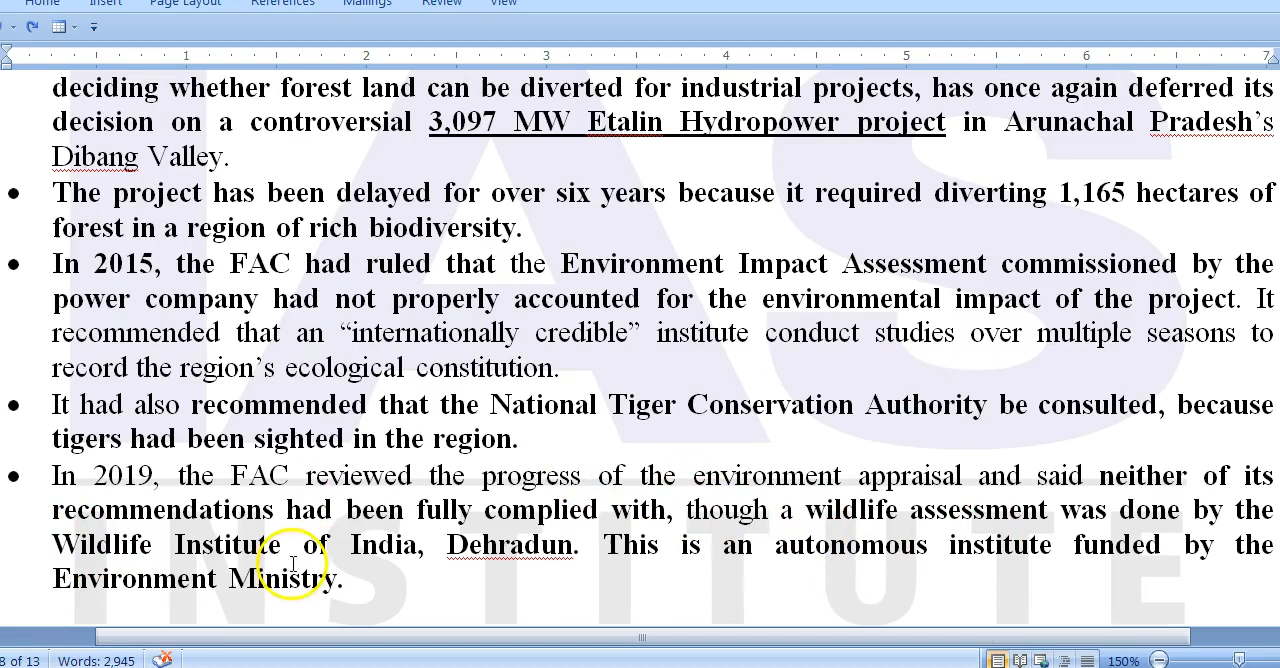 Home Insert Page Layout References Mailings Review View
1 2 3 4 5 6 7
deciding whether forest land can be diverted for industrial projects, has once again deferred its
decision on a controversial 3,097 MW Etalin Hydropower project in Arunachal Pradesh’s
Dibang Valley.
• The project has been delayed for over six years because it required diverting 1,165 hectares of
forest in a region of rich biodiversity.
• In 2015, the FAC had ruled that the Environment Impact Assessment commissioned by the
power company had not properly accounted for the environmental impact of the project. It
recommended that an “internationally credible” institute conduct studies over multiple seasons to
record the region’s ecological constitution.
• It had also recommended that the National Tiger Conservation Authority be consulted, because
tigers had been sighted in the region.
• In 2019, the FAC reviewed the progress of the environment appraisal and said neither of its
recommendations had been fully complied with, though a wildlife assessment was done by the
Wildlife Institute of India, Dehradun. This is an autonomous institute funded by the
Environment Ministry.
IAS
INSTITUTE
8 of 13 Words: 2,945 150%